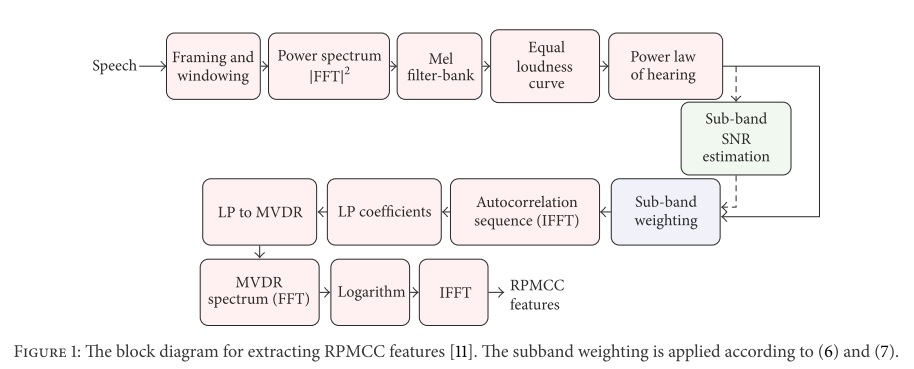 Speech
Framing and
windowing
Power spectrum
|FFT|²
Mel
filter-bank
Equal
loudness
curve
Power law
of hearing
Sub-band
SNR
estimation
Sub-band
weighting
Autocorrelation
sequence (IFFT)
LP coefficients
LP to MVDR
MVDR
spectrum (FFT)
Logarithm
IFFT
RPMCC
features
Figure 1: The block diagram for extracting RPMCC features [11]. The subband weighting is applied according to (6) and (7).